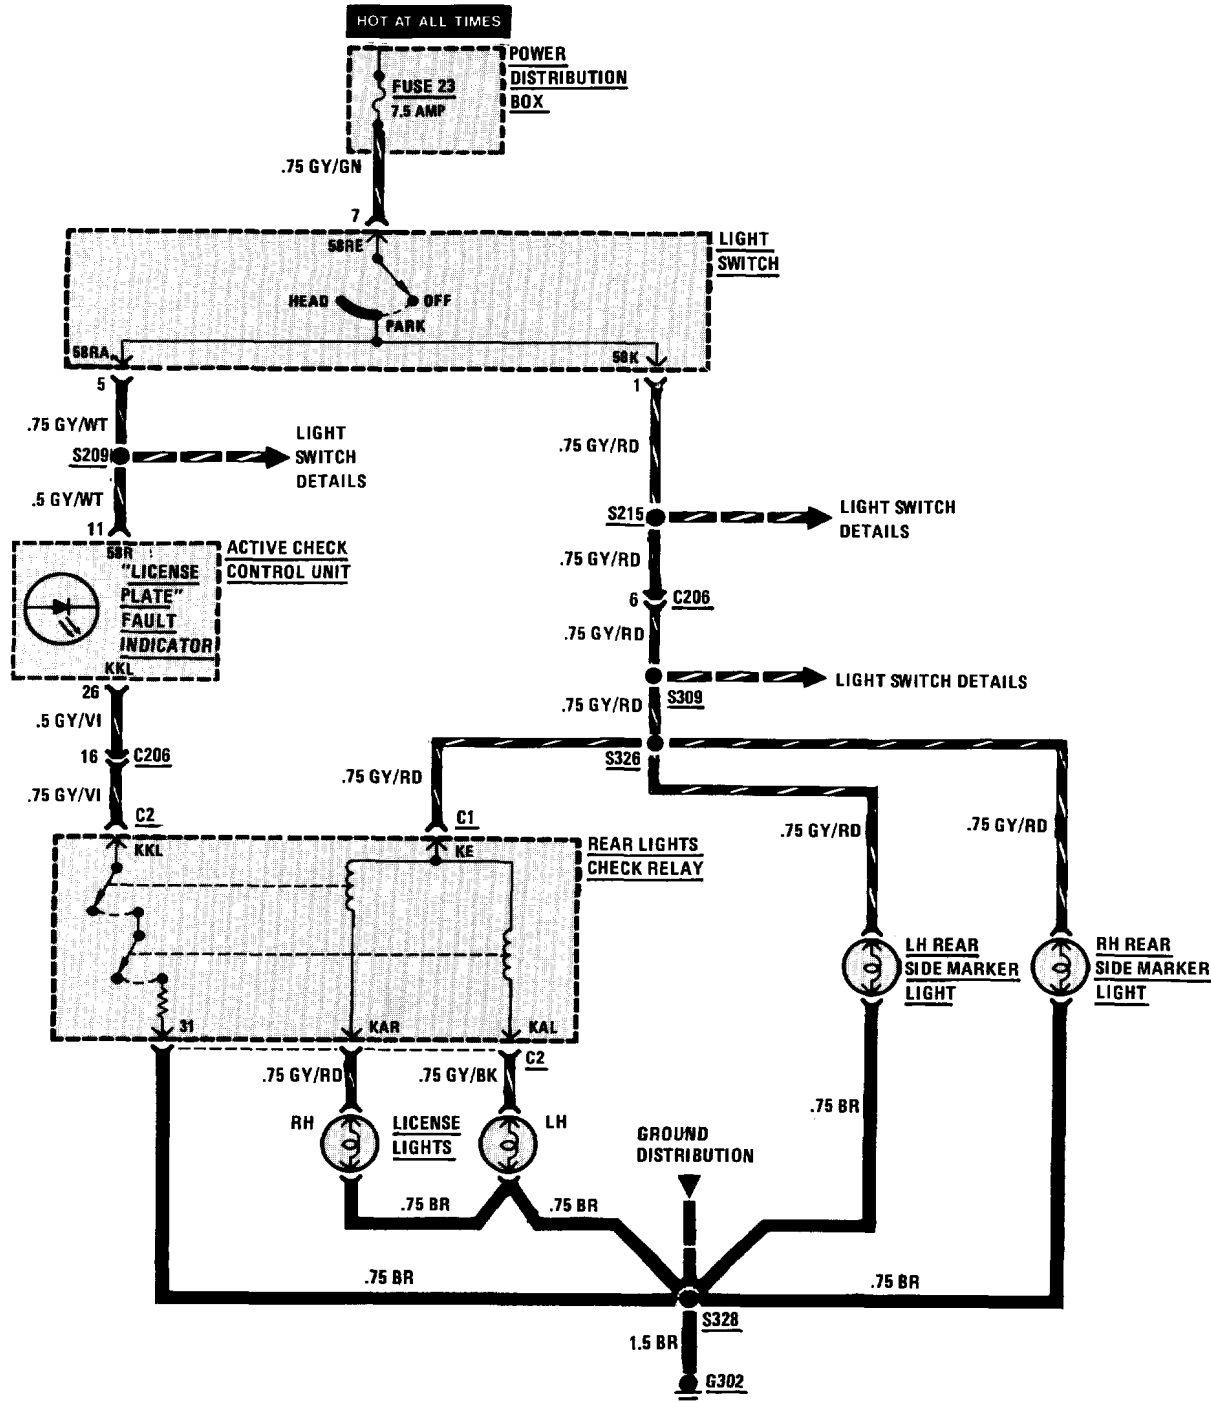 HOT AT ALL TIMES
POWER
DISTRIBUTION
BOX
FUSE 23
7.5 AMP
.75 GY/GN
7
58RE
LIGHT
SWITCH
HEAD
OFF
PARK
58RA
58K
5
1
.75 GY/WT
.75 GY/RD
S209
LIGHT
SWITCH
DETAILS
.5 GY/WT
S215
LIGHT SWITCH
DETAILS
11
.75 GY/RD
58R
ACTIVE CHECK
CONTROL UNIT
"LICENSE
PLATE"
FAULT
INDICATOR
6
C206
.75 GY/RD
KKL
26
LIGHT SWITCH DETAILS
S309
.75 GY/RD
.5 GY/VI
16
C206
S326
.75 GY/VI
.75 GY/RD
C2
C1
.75 GY/RD
.75 GY/RD
KKL
KE
REAR LIGHTS
CHECK RELAY
LH REAR
SIDE MARKER
LIGHT
RH REAR
SIDE MARKER
LIGHT
31
KAR
KAL
C2
.75 GY/RD
.75 GY/BK
RH
LICENSE
LIGHTS
LH
.75 BR
GROUND
DISTRIBUTION
.75 BR
.75 BR
.75 BR
.75 BR
S328
1.5 BR
G302